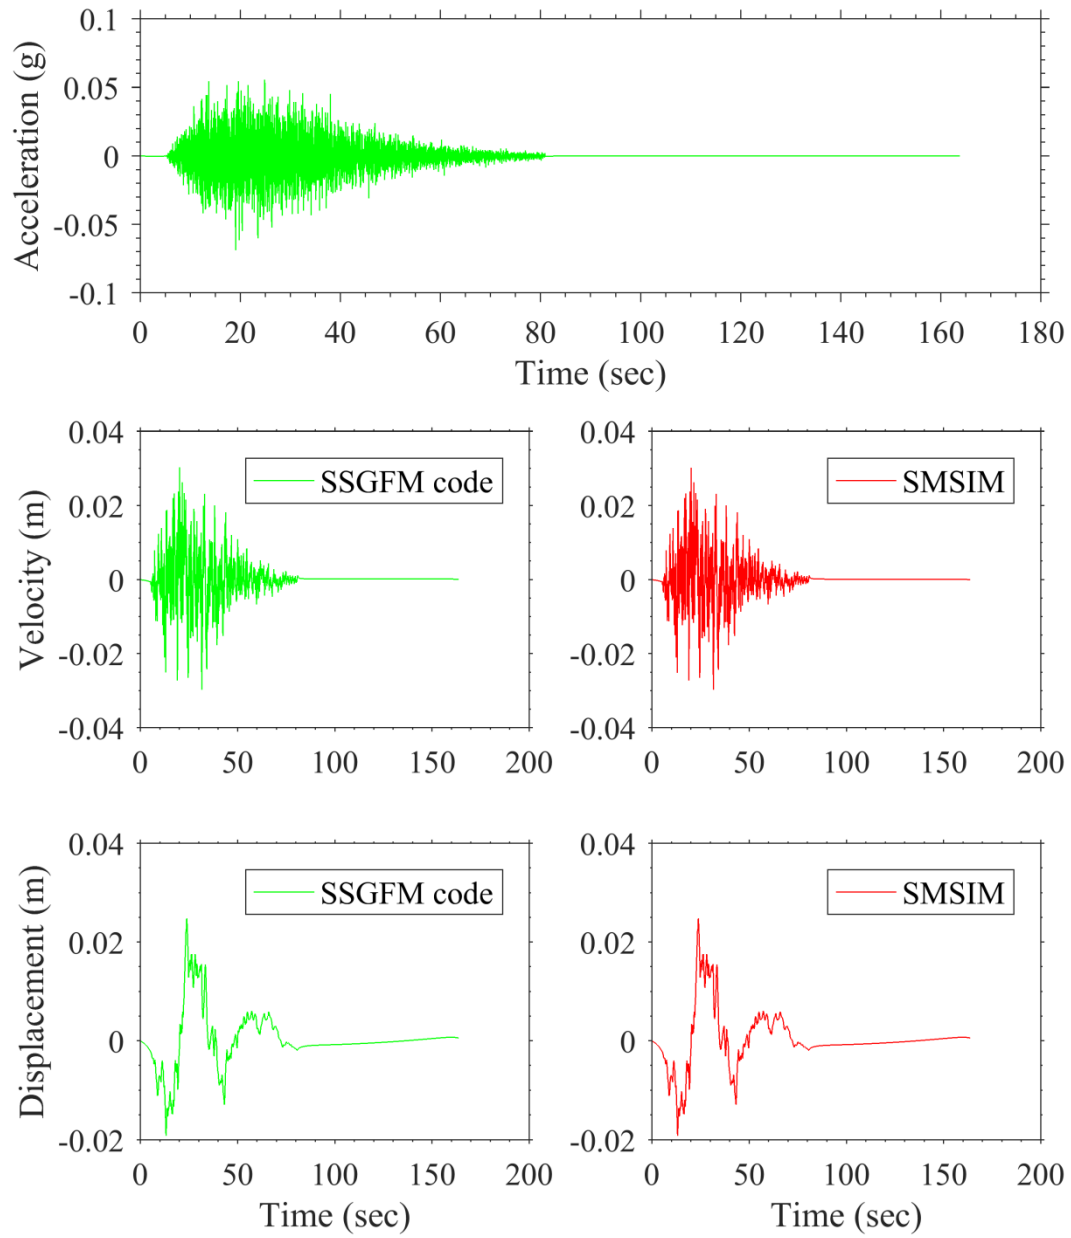 Acceleration (g)
0.1
0.05
0
-0.05
-0.1
0 20 40 60 80 100 120 140 160 180
Time (sec)
Velocity (m)
0.04
0.02
0
-0.02
-0.04
SSGFM code
0 50 100 150 200
0.04
0.02
0
-0.02
-0.04
SMSIM
0 50 100 150 200
Displacement (m)
0.04
0.02
0
-0.02
SSGFM code
0 50 100 150 200
Time (sec)
0.04
0.02
0
-0.02
SMSIM
0 50 100 150 200
Time (sec)